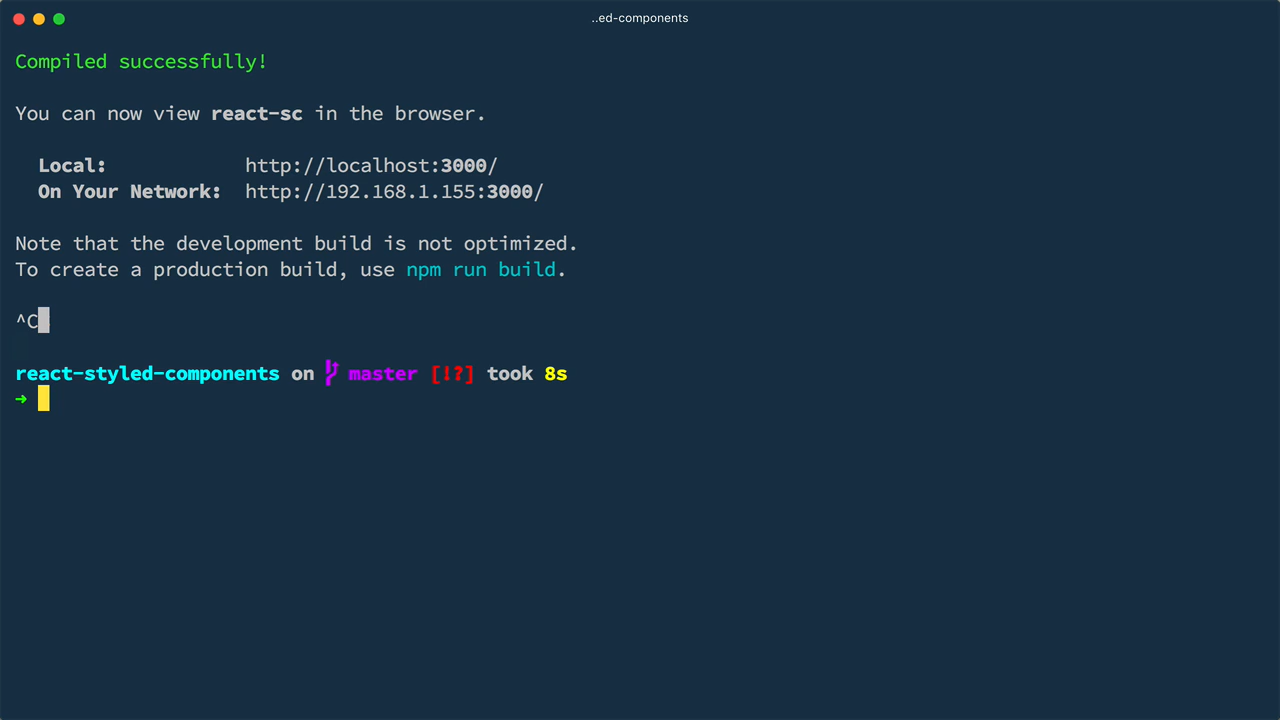 ..ed-components
Compiled successfully!
You can now view react-sc in the browser.
Local: http://localhost:3000/
On Your Network: http://192.168.1.155:3000/
Note that the development build is not optimized.
To create a production build, use npm run build.
^C
react-styled-components on master [!?] took 8s
➜